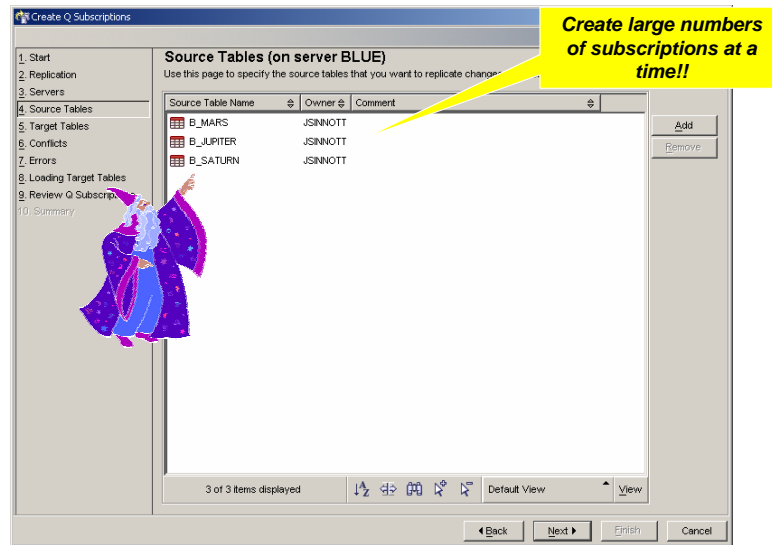 Create Q Subscriptions
Create large numbers
of subscriptions at a
time!!
1. Start
2. Replication
3. Servers
4. Source Tables
5. Target Tables
6. Conflicts
7. Errors
8. Loading Target Tables
9. Review Q
10. Summary
Source Tables (on server BLUE)
Use this page to specify the source tables that you want to replicate
Source Table Name Owner Comment
B_MARS JSINNOTT
B_JUPITER JSINNOTT
B_SATURN JSINNOTT
Add
Remove
3 of 3 items displayed
Default View
View
Back
Next
Finish
Cancel